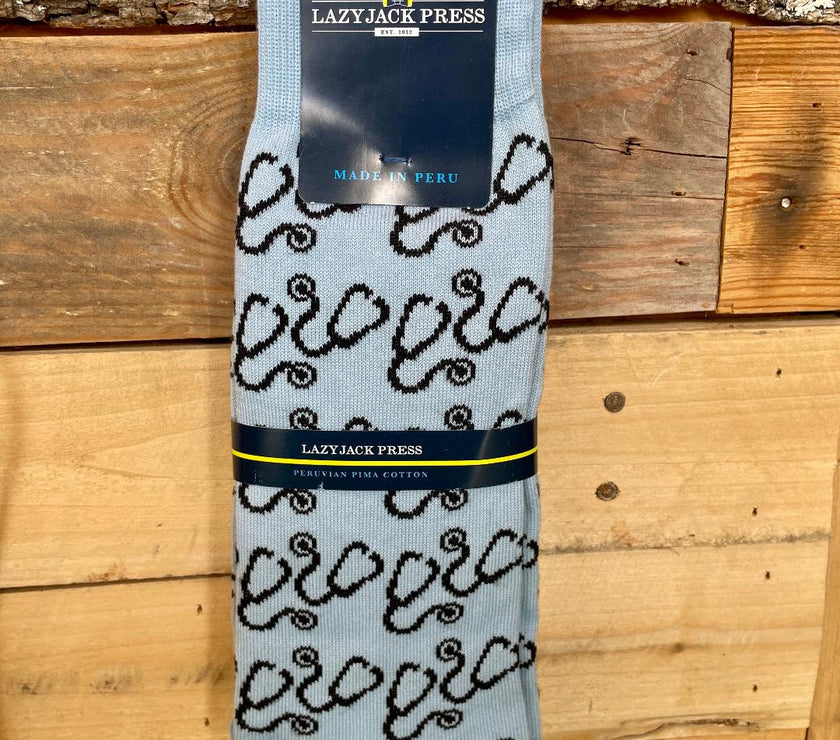 LAZYJACK PRESS
EST. 2012
MADE IN PERU
LAZYJACK PRESS
PERUVIAN PIMA COTTON